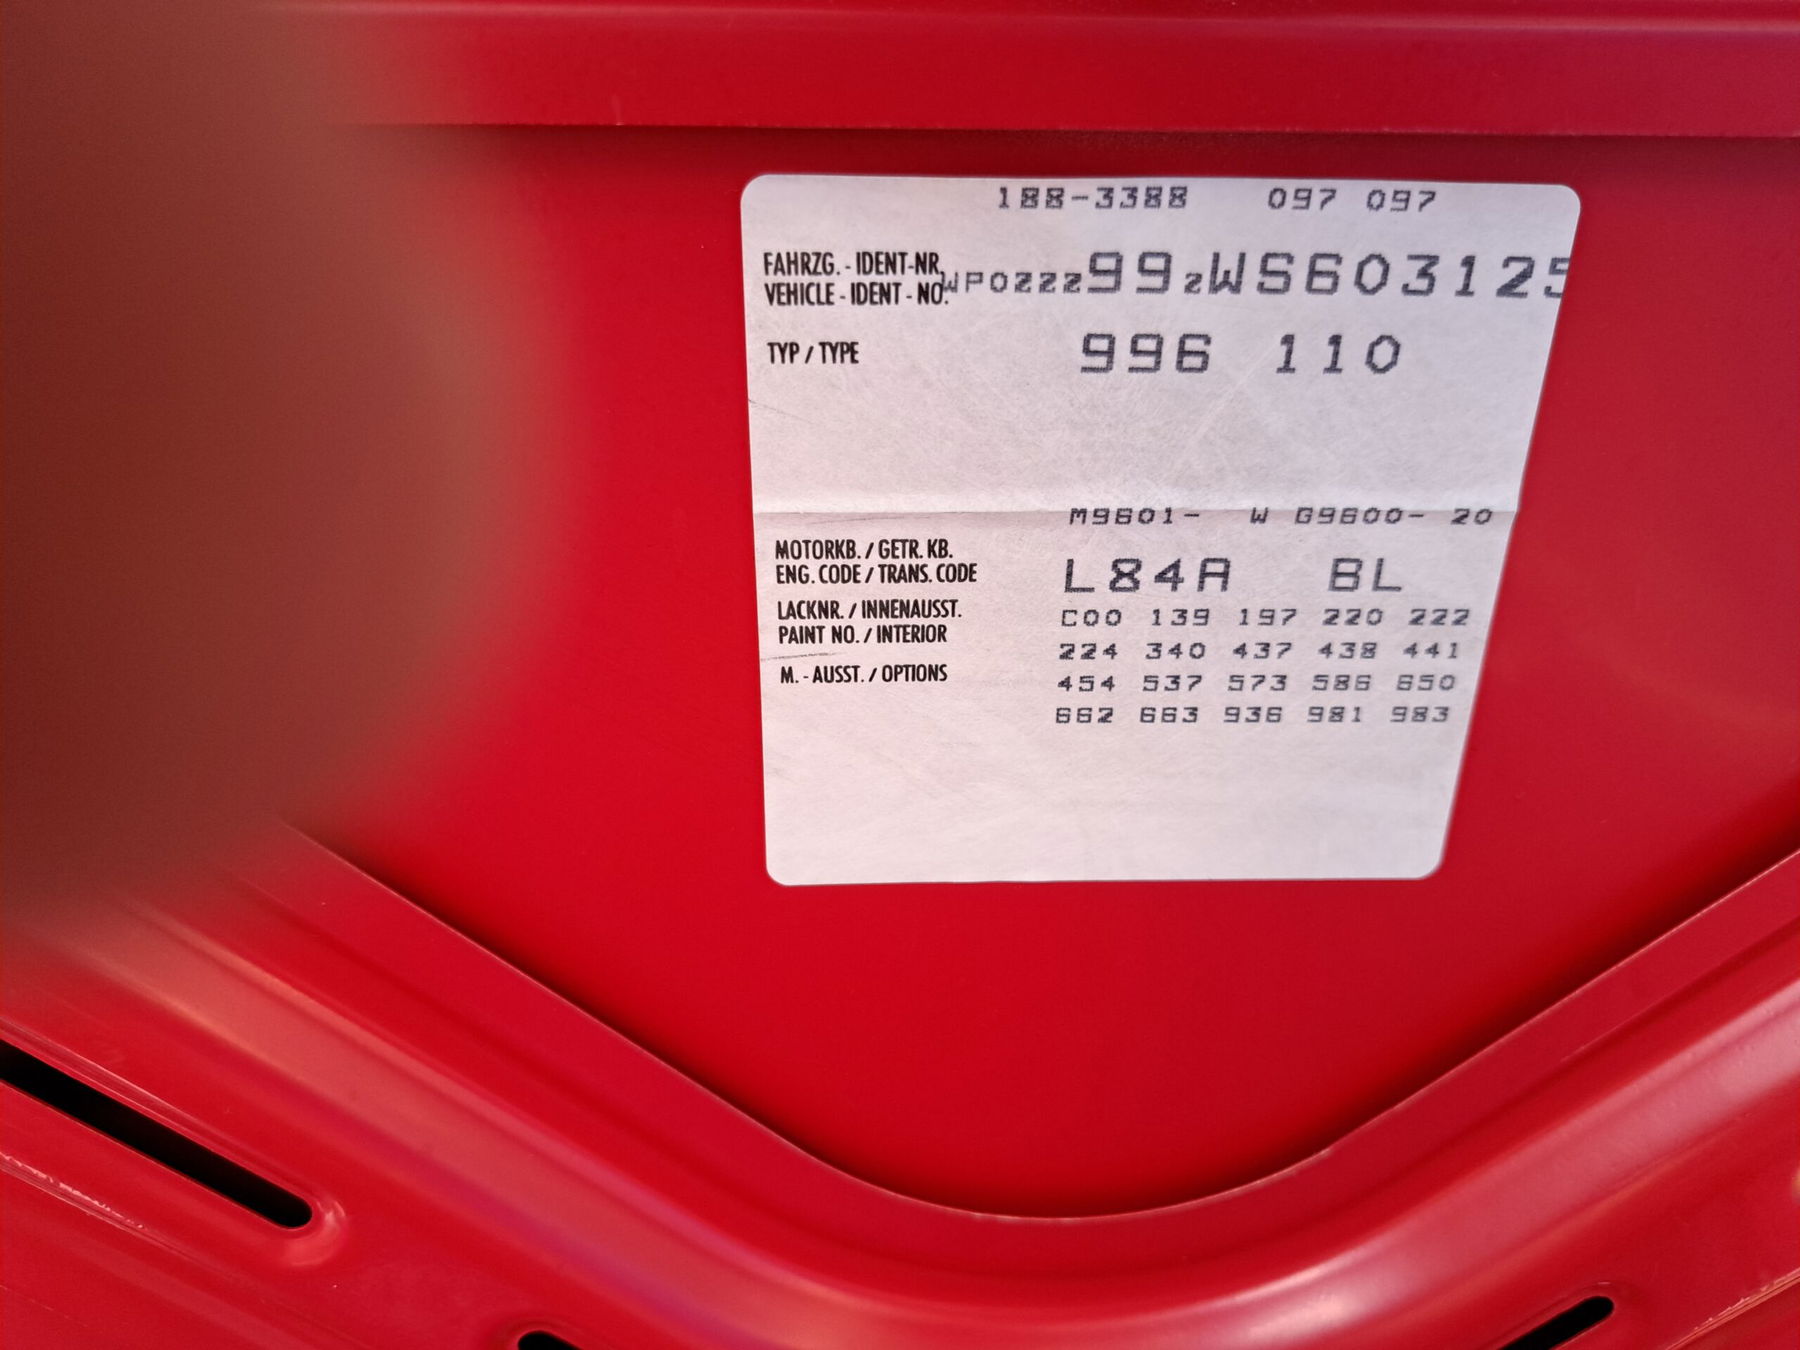 188-3388 097 097
FAHRZG. - IDENT-NR.
VEHICLE - IDENT - NO. WP0ZZZ99ZWS603125
TYP / TYPE 996 110
M9601- W G9600- 20
MOTORKB. / GETR. KB.
ENG. CODE / TRANS. CODE L84A BL
LACKNR. / INNENAUSST. C00 139 197 220 222
PAINT NO. / INTERIOR 224 340 437 438 441
M. - AUSST. / OPTIONS 454 537 573 586 650
662 663 936 981 983